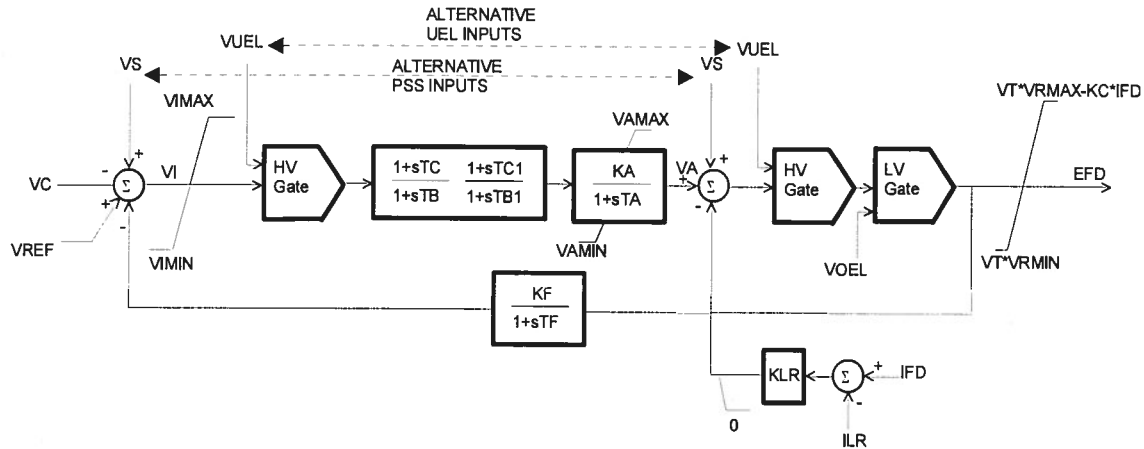 ALTERNATIVE
UEL INPUTS
VUEL
VUEL
VS
ALTERNATIVE
PSS INPUTS
VS
VIMAX
VAMAX
VT*VRMAX-KC*IFD
VC
-
+
Σ
+
-
VI
HV
Gate
1+sTC
1+sTB
1+sTC1
1+sTB1
KA
1+sTA
VA
+
+
Σ
-
HV
Gate
LV
Gate
EFD
VREF
VIMIN
VAMIN
VOEL
VT*VRMIN
KF
1+sTF
KLR
Σ
+
IFD
-
0
ILR